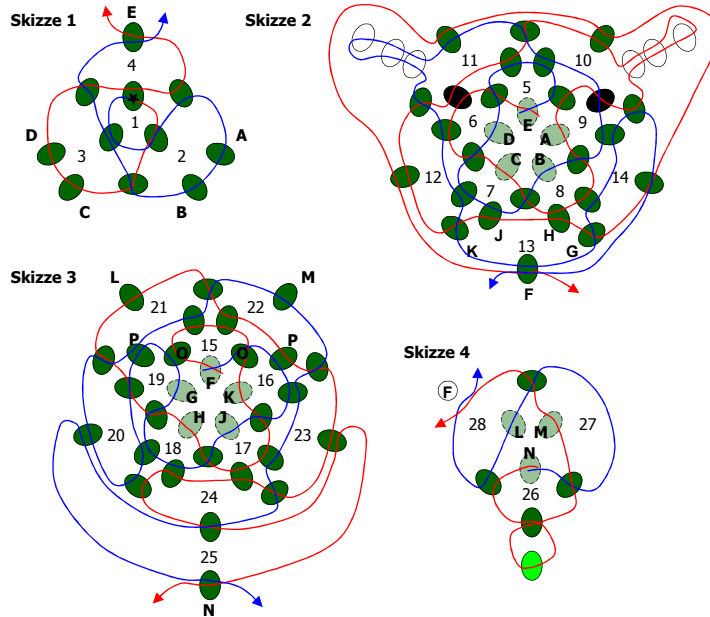 Skizze 1
E
4
1
D
3
2
A
C
B
Skizze 2
11
10
5
E
6
9
D
A
C
B
12
7
8
14
J
H
K
13
G
F
Skizze 3
L
M
21
22
P
15
P
O
O
F
19
16
G
K
H
J
20
18
17
23
24
25
N
Skizze 4
F
28
27
L
M
N
26